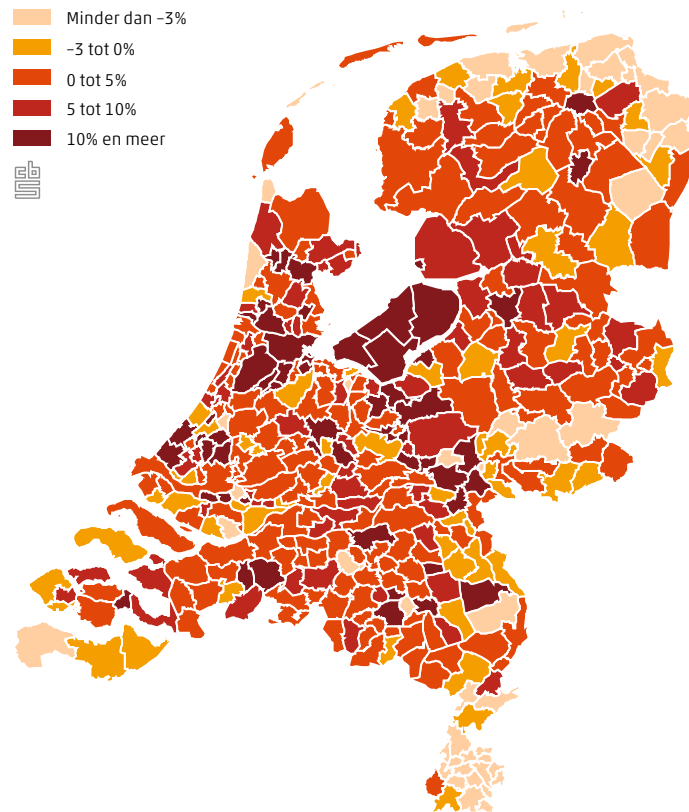 Minder dan –3%
–3 tot 0%
0 tot 5%
5 tot 10%
10% en meer